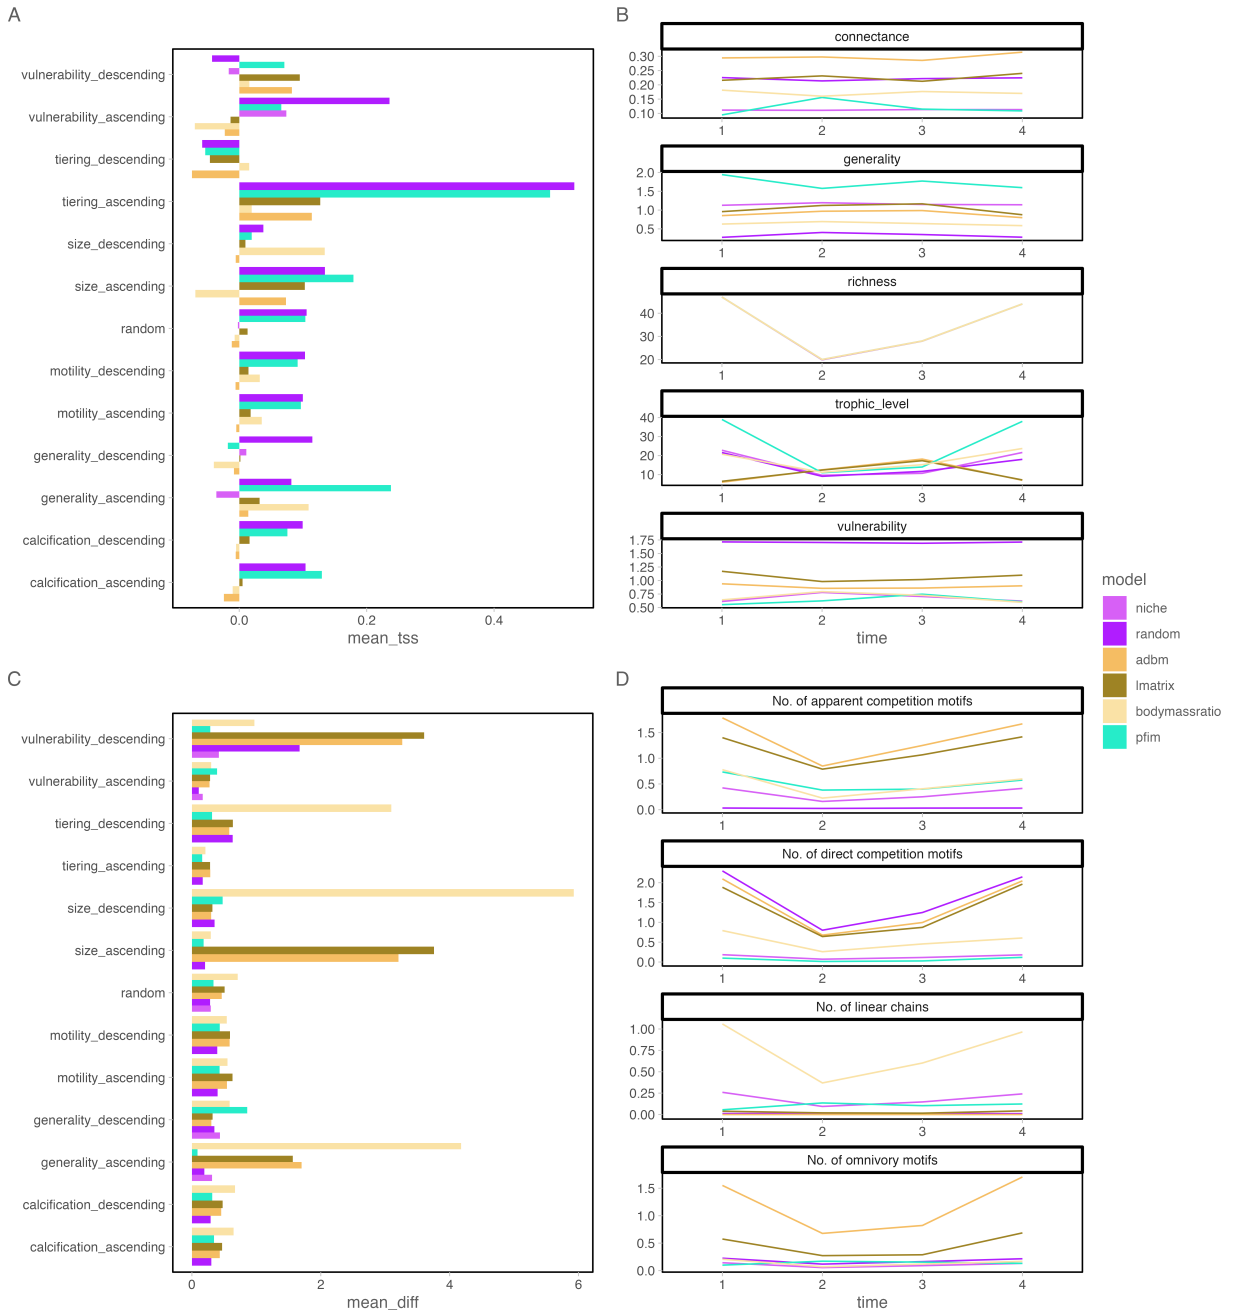 A
vulnerability_descending
vulnerability_ascending
tiering_descending
tiering_ascending
size_descending
size_ascending
random
motility_descending
motility_ascending
generality_descending
generality_ascending
calcification_descending
calcification_ascending
0.0 0.2 0.4
mean_tss
B
connectance
0.30
0.25
0.20
0.15
0.10
1 2 3 4
generality
2.0
1.5
1.0
0.5
1 2 3 4
richness
40
30
20
1 2 3 4
trophic_level
40
30
20
10
1 2 3 4
vulnerability
1.75
1.50
1.25
1.00
0.75
0.50
1 2 3 4
time
model
niche
random
adbm
lmatrix
bodymassratio
pfim
C
vulnerability_descending
vulnerability_ascending
tiering_descending
tiering_ascending
size_descending
size_ascending
random
motility_descending
motility_ascending
generality_descending
generality_ascending
calcification_descending
calcification_ascending
0 2 4 6
mean_diff
D
No. of apparent competition motifs
1.5
1.0
0.5
0.0
1 2 3 4
No. of direct competition motifs
2.0
1.5
1.0
0.5
0.0
1 2 3 4
No. of linear chains
1.00
0.75
0.50
0.25
0.00
1 2 3 4
No. of omnivory motifs
1.5
1.0
0.5
0.0
1 2 3 4
time